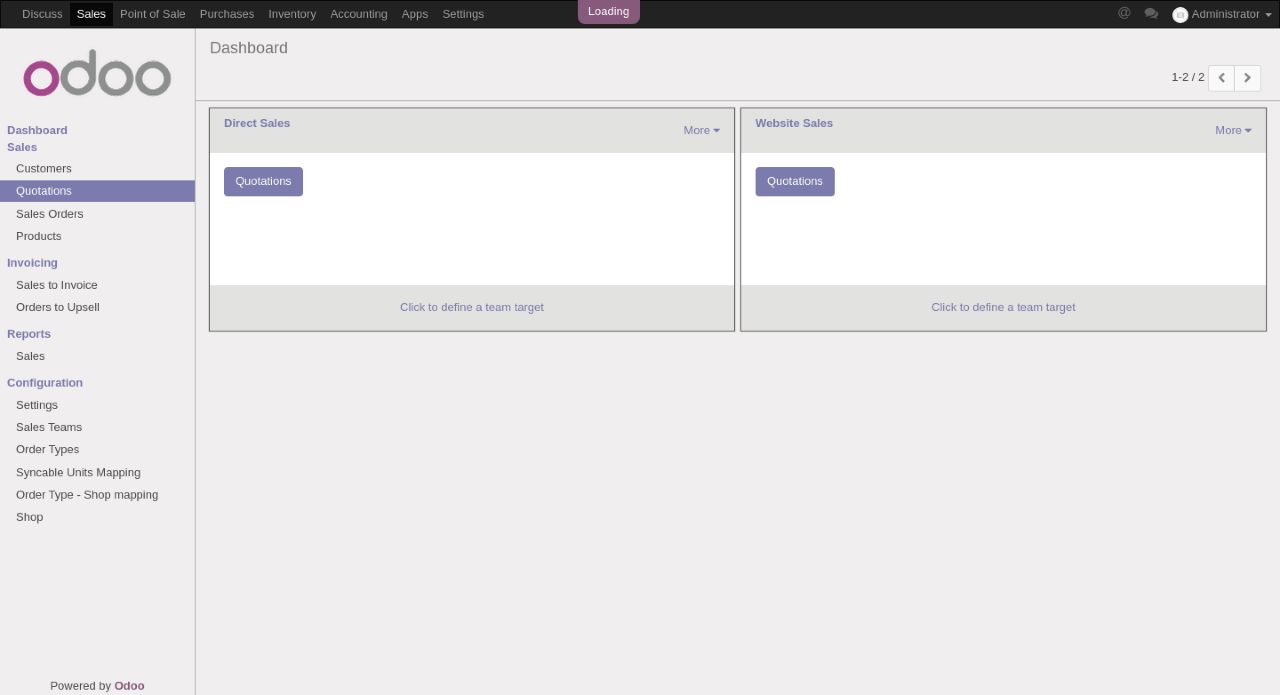 Discuss Sales Point of Sale Purchases Inventory Accounting Apps Settings Loading @ Administrator
odoo
Dashboard
1-2 / 2
Dashboard
Sales
Customers
Quotations
Sales Orders
Products
Invoicing
Sales to Invoice
Orders to Upsell
Reports
Sales
Configuration
Settings
Sales Teams
Order Types
Syncable Units Mapping
Order Type - Shop mapping
Shop
Powered by Odoo
Direct Sales More
Quotations
Click to define a team target
Website Sales More
Quotations
Click to define a team target